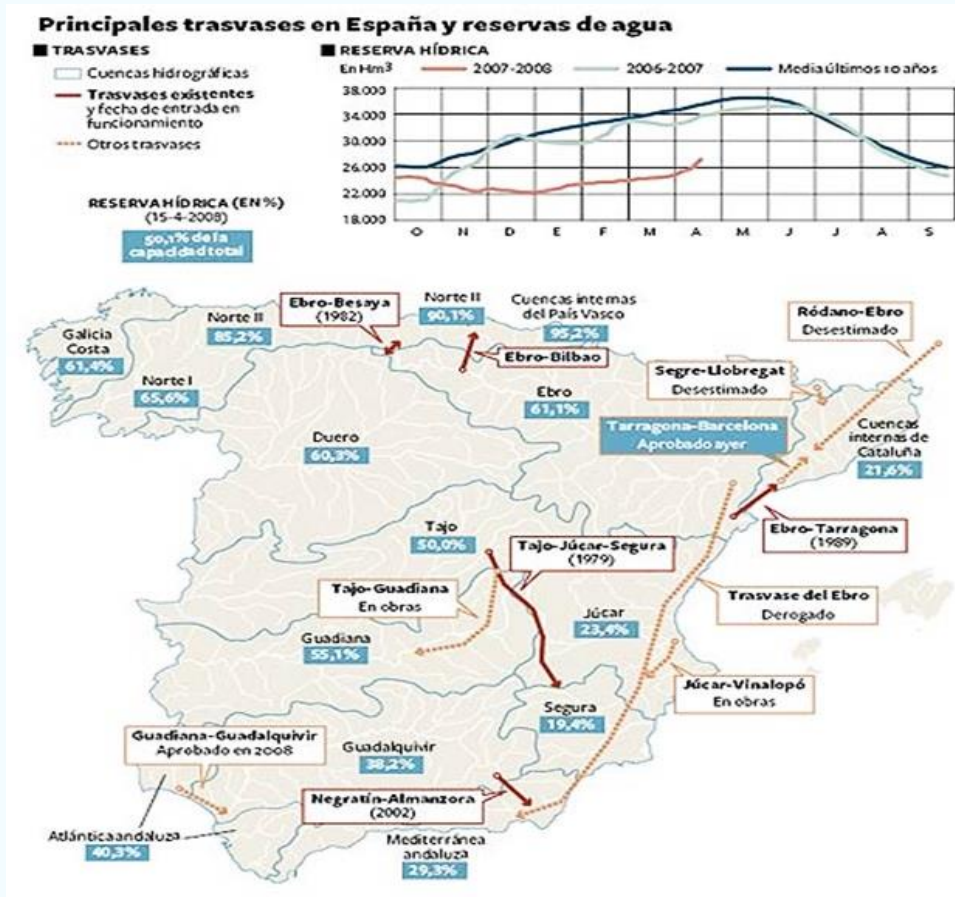 Principales trasvases en España y reservas de agua
TRASVASES
Cuencas hidrográficas
Trasvases existentes
y fecha de entrada en
funcionamiento
Otros trasvases
RESERVA HÍDRICA
En Hm3
2007-2008
2006-2007
Media últimos 10 años
38.000
34.000
26.000
22.000
18.000
O N D E F M A M J J A S
RESERVA HÍDRICA (EN %)
(15-4-2008)
50,1% de la
capacidad total
Galicia
Costa
61,4%
Norte II
85,2%
Norte I
65,6%
Ebro-Besaya
(1982)
Norte III
90,1%
Cuencas internas
del País Vasco
95,2%
Ebro-Bilbao
Ródano-Ebro
Desestimado
Segre-Llobregat
Desestimado
Ebro
61,1%
Tarragona-Barcelona
Aprobado ayer
Cuencas
internas de
Cataluña
21,6%
Duero
60,3%
Ebro-Tarragona
(1989)
Tajo
50,0%
Tajo-Júcar-Segura
(1979)
Tajo-Guadiana
En obras
Trasvase del Ebro
Derogado
Júcar
23,4%
Guadiana
55,1%
Júcar-Vinalopó
En obras
Segura
19,4%
Guadiana-Guadalquivir
Aprobado en 2008
Guadalquivir
38,2%
Negratín-Almanzora
(2002)
Atlántica andaluza
40,3%
Mediterránea
andaluza
29,3%